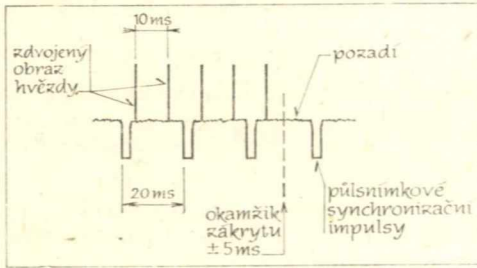 10 ms
zdvojený
obraz
hvězdy
pozadí
20 ms
okamžik
zákrytu
± 5 ms
půlsnímkové
synchronizační
impulsy